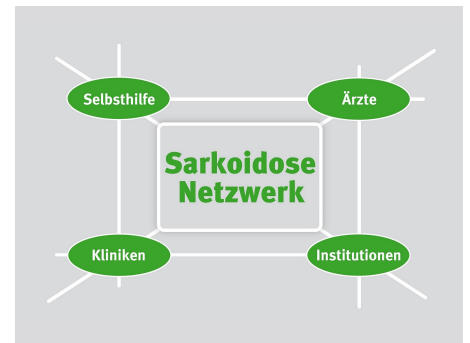 Selbsthilfe
Ärzte
Sarkoidose
Netzwerk
Kliniken
Institutionen